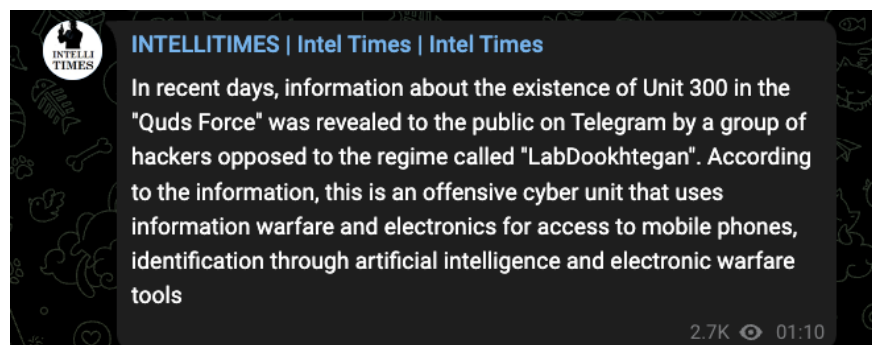 INTELLI
TIMES
INTELLITIMES | Intel Times | Intel Times
In recent days, information about the existence of Unit 300 in the
"Quds Force" was revealed to the public on Telegram by a group of
hackers opposed to the regime called "LabDookhtegan". According
to the information, this is an offensive cyber unit that uses
information warfare and electronics for access to mobile phones,
identification through artificial intelligence and electronic warfare
tools
2.7K 01:10